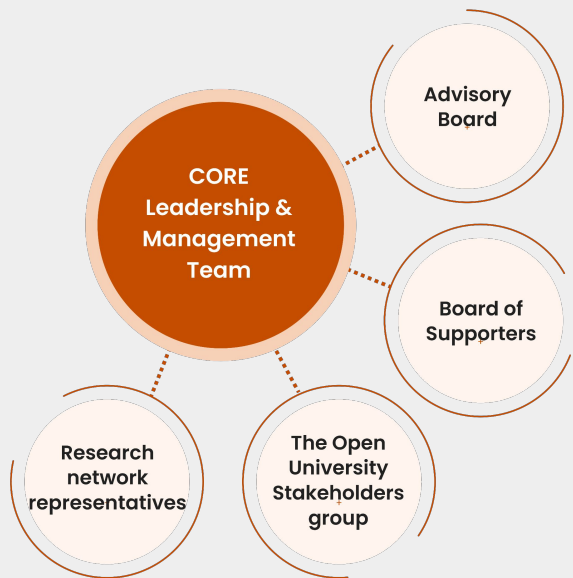 Advisory
Board
CORE
Leadership &
Management
Team
Board of
Supporters
Research
network
representatives
The Open
University
Stakeholders
group